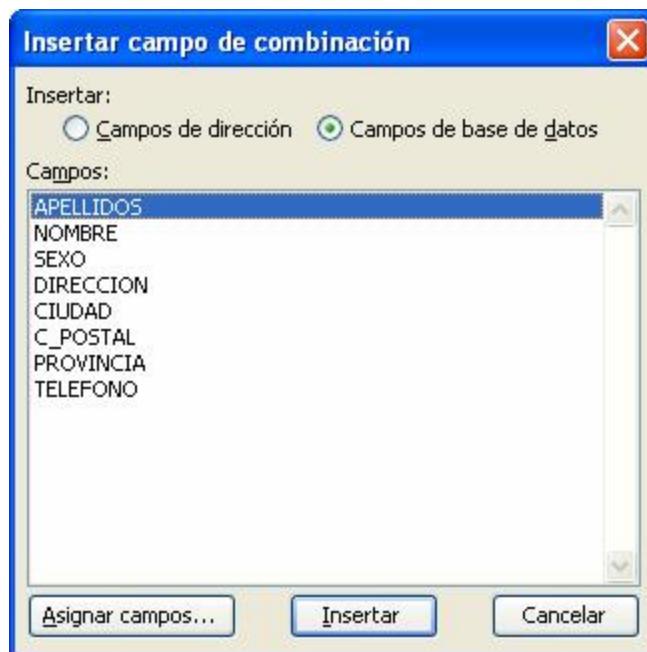 Insertar campo de combinación
Insertar:
Campos de dirección Campos de base de datos
Campos:
APELLIDOS
NOMBRE
SEXO
DIRECCION
CIUDAD
C_POSTAL
PROVINCIA
TELEFONO
Asignar campos... Insertar Cancelar